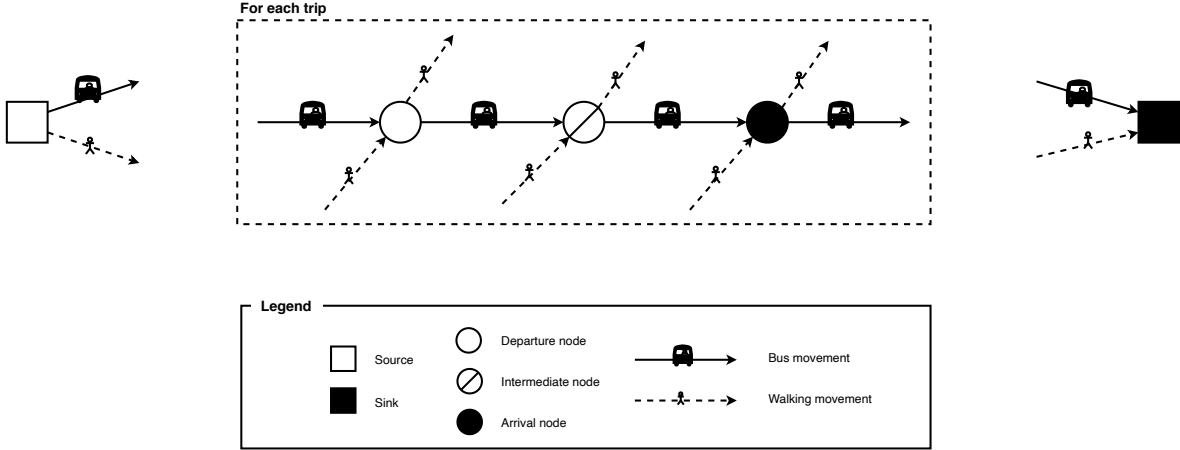 For each trip
Legend
Source
Sink
Departure node
Intermediate node
Arrival node
Bus movement
Walking movement